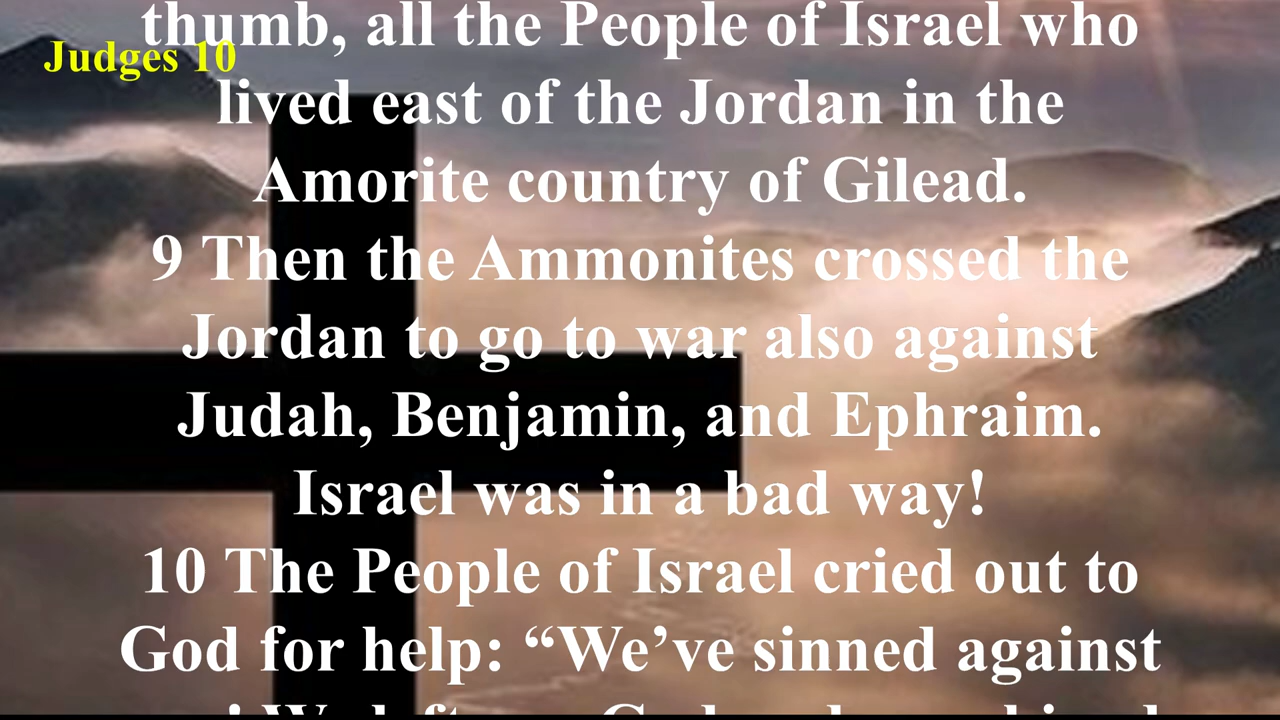 Judges 10
thumb, all the People of Israel who
lived east of the Jordan in the
Amorite country of Gilead.
9 Then the Ammonites crossed the
Jordan to go to war also against
Judah, Benjamin, and Ephraim.
Israel was in a bad way!
10 The People of Israel cried out to
God for help: “We’ve sinned against